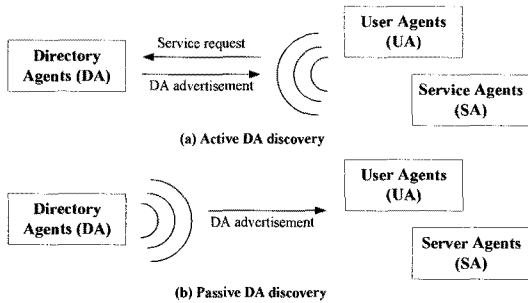 User Agents
(UA)
Directory
Agents (DA)
Service request
DA advertisement
Service Agents
(SA)
(a) Active DA discovery
Directory
Agents (DA)
User Agents
(UA)
DA advertisement
Server Agents
(SA)
(b) Passive DA discovery